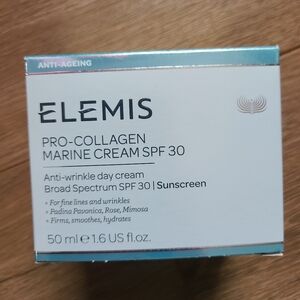 ANTI-AGEING
ELEMIS
PRO-COLLAGEN
MARINE CREAM SPF 30
Anti-wrinkle day cream
Broad Spectrum SPF 30 | Sunscreen
• For fine lines and wrinkles
• Padina Pavonica, Rose, Mimosa
• Firms, smoothes, hydrates
50 ml ℮ 1.6 US fl.oz.